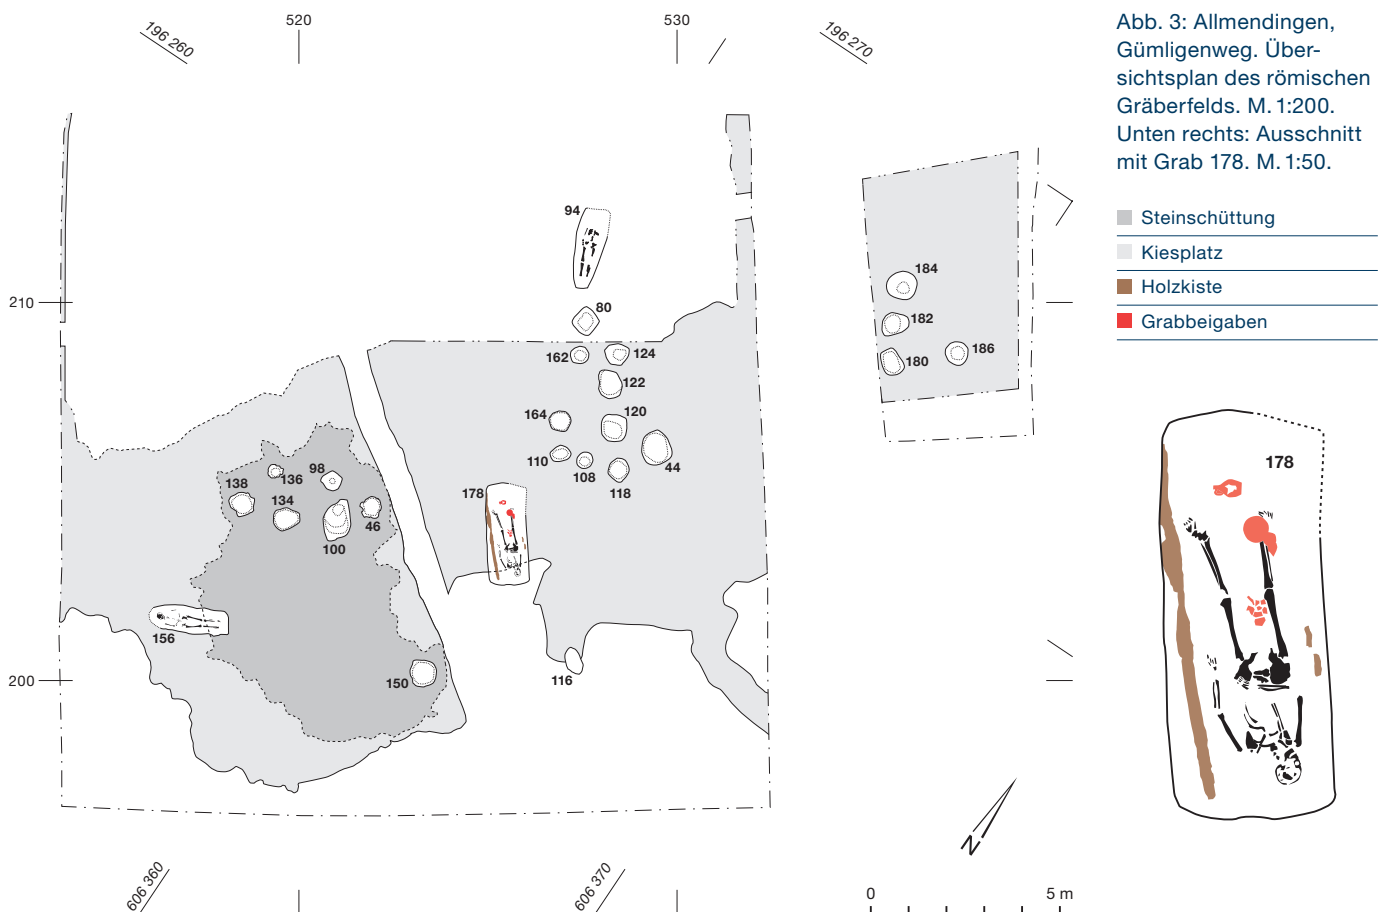 520
530
196 260
196 270
Abb. 3: Allmendingen,
Gümligenweg. Über-
sichtsplan des römischen
Gräberfelds. M. 1:200.
Unten rechts: Ausschnitt
mit Grab 178. M. 1:50.
Steinschüttung
Kiesplatz
Holzkiste
Grabbeigaben
94
184
210
80
182
162
124
180
186
122
164
120
110
108
44
118
98
138
136
134
46
100
178
178
156
150
116
200
N
606 360
606 370
0
5 m